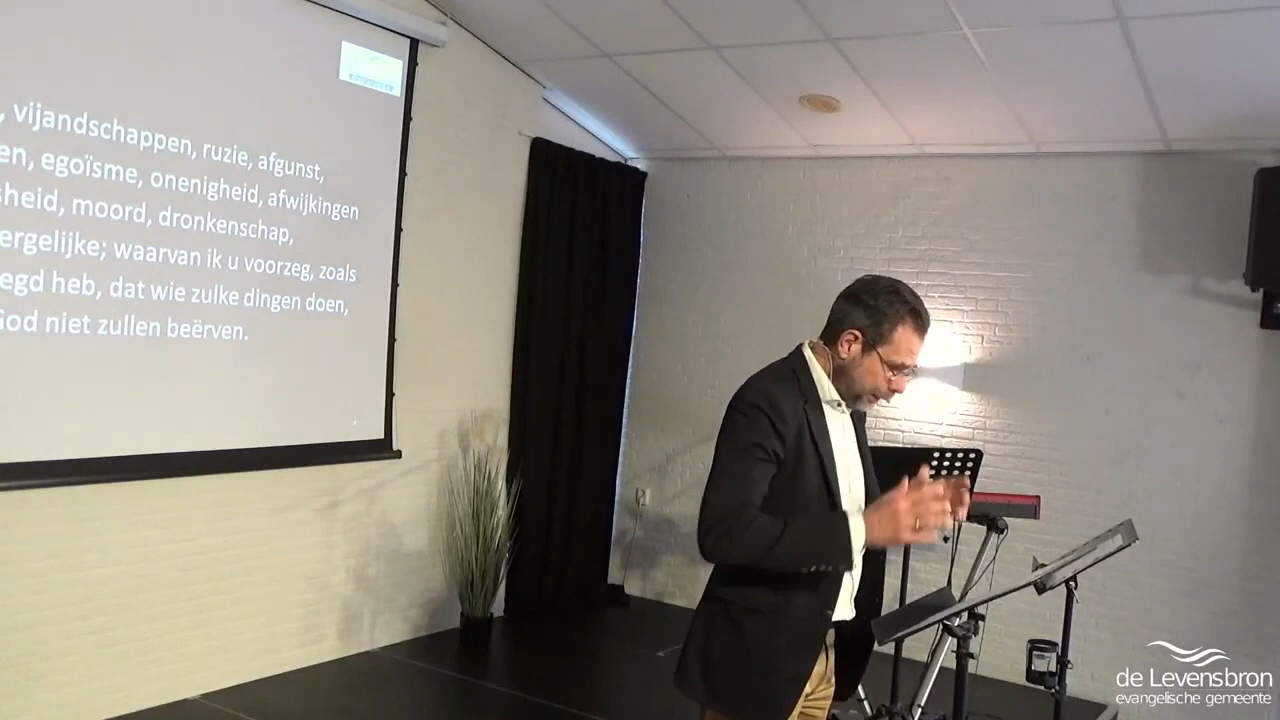 , vijandschappen, ruzie, afgunst,
en, egoïsme, onenigheid, afwijkingen
sheid, moord, dronkenschap,
ergelijke; waarvan ik u voorzeg, zoals
egd heb, dat wie zulke dingen doen,
God niet zullen beërven.
de Levensbron
evangelische gemeente